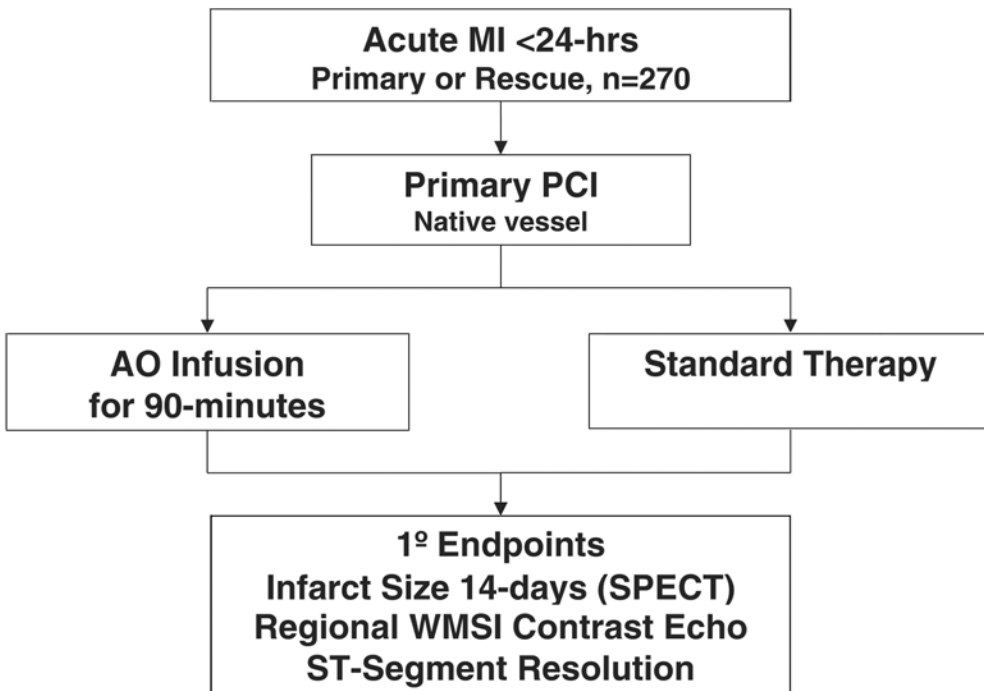 Acute MI <24-hrs
Primary or Rescue, n=270
Primary PCI
Native vessel
AO Infusion
for 90-minutes
Standard Therapy
1º Endpoints
Infarct Size 14-days (SPECT)
Regional WMSI Contrast Echo
ST-Segment Resolution